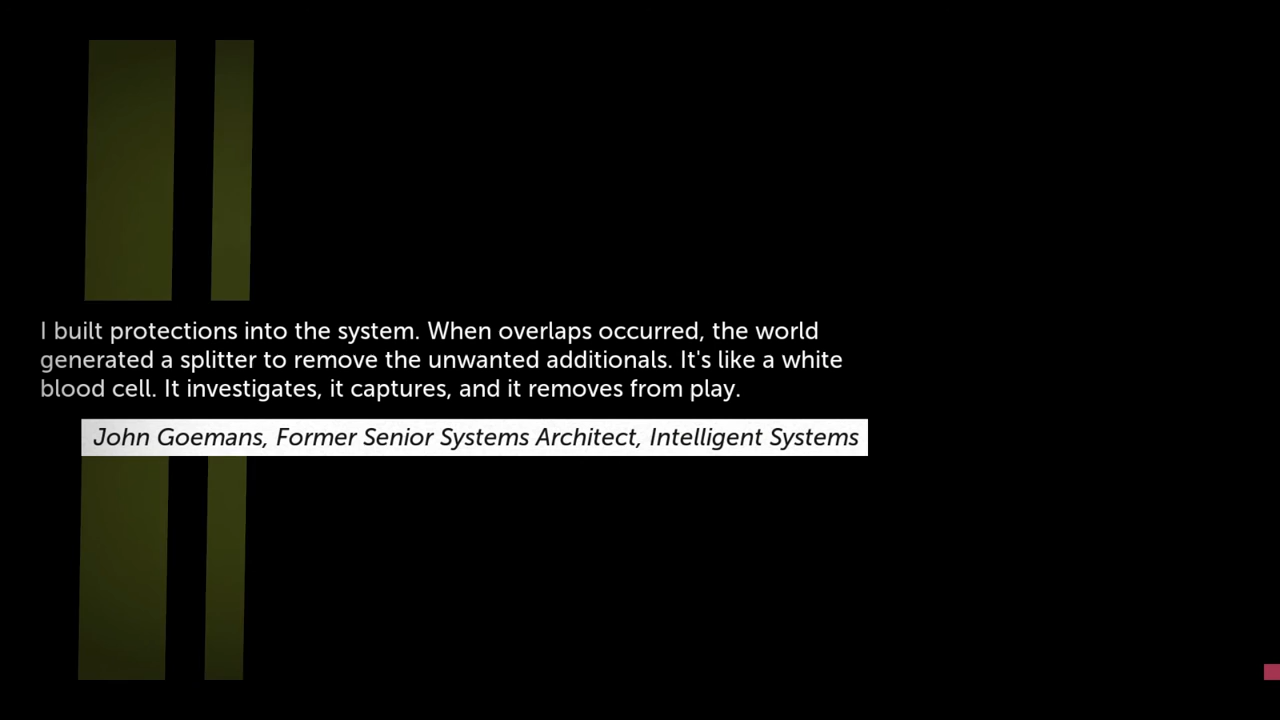 I built protections into the system. When overlaps occurred, the world
generated a splitter to remove the unwanted additionals. It's like a white
blood cell. It investigates, it captures, and it removes from play.
John Goemans, Former Senior Systems Architect, Intelligent Systems